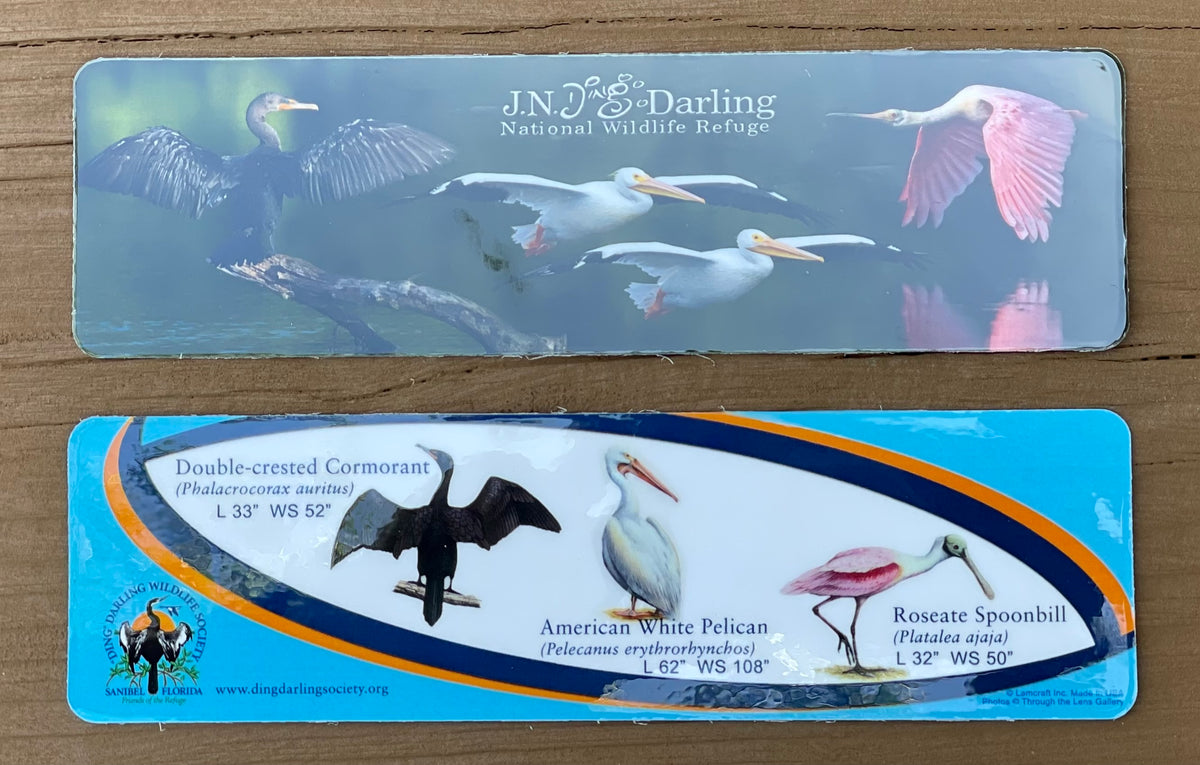 J.N. Ding Darling
National Wildlife Refuge
Double-crested Cormorant
(Phalacrocorax auritus)
L 33” WS 52”
American White Pelican
(Pelecanus erythrorhynchos)
L 62” WS 108”
Roseate Spoonbill
(Platalea ajaja)
L 32” WS 50”
"DING" DARLING WILDLIFE SOCIETY
SANIBEL FLORIDA
Friends of the Refuge
www.dingdarlingsociety.org
© Lamcraft Inc. Made in USA
Photos © Through the Lens Gallery